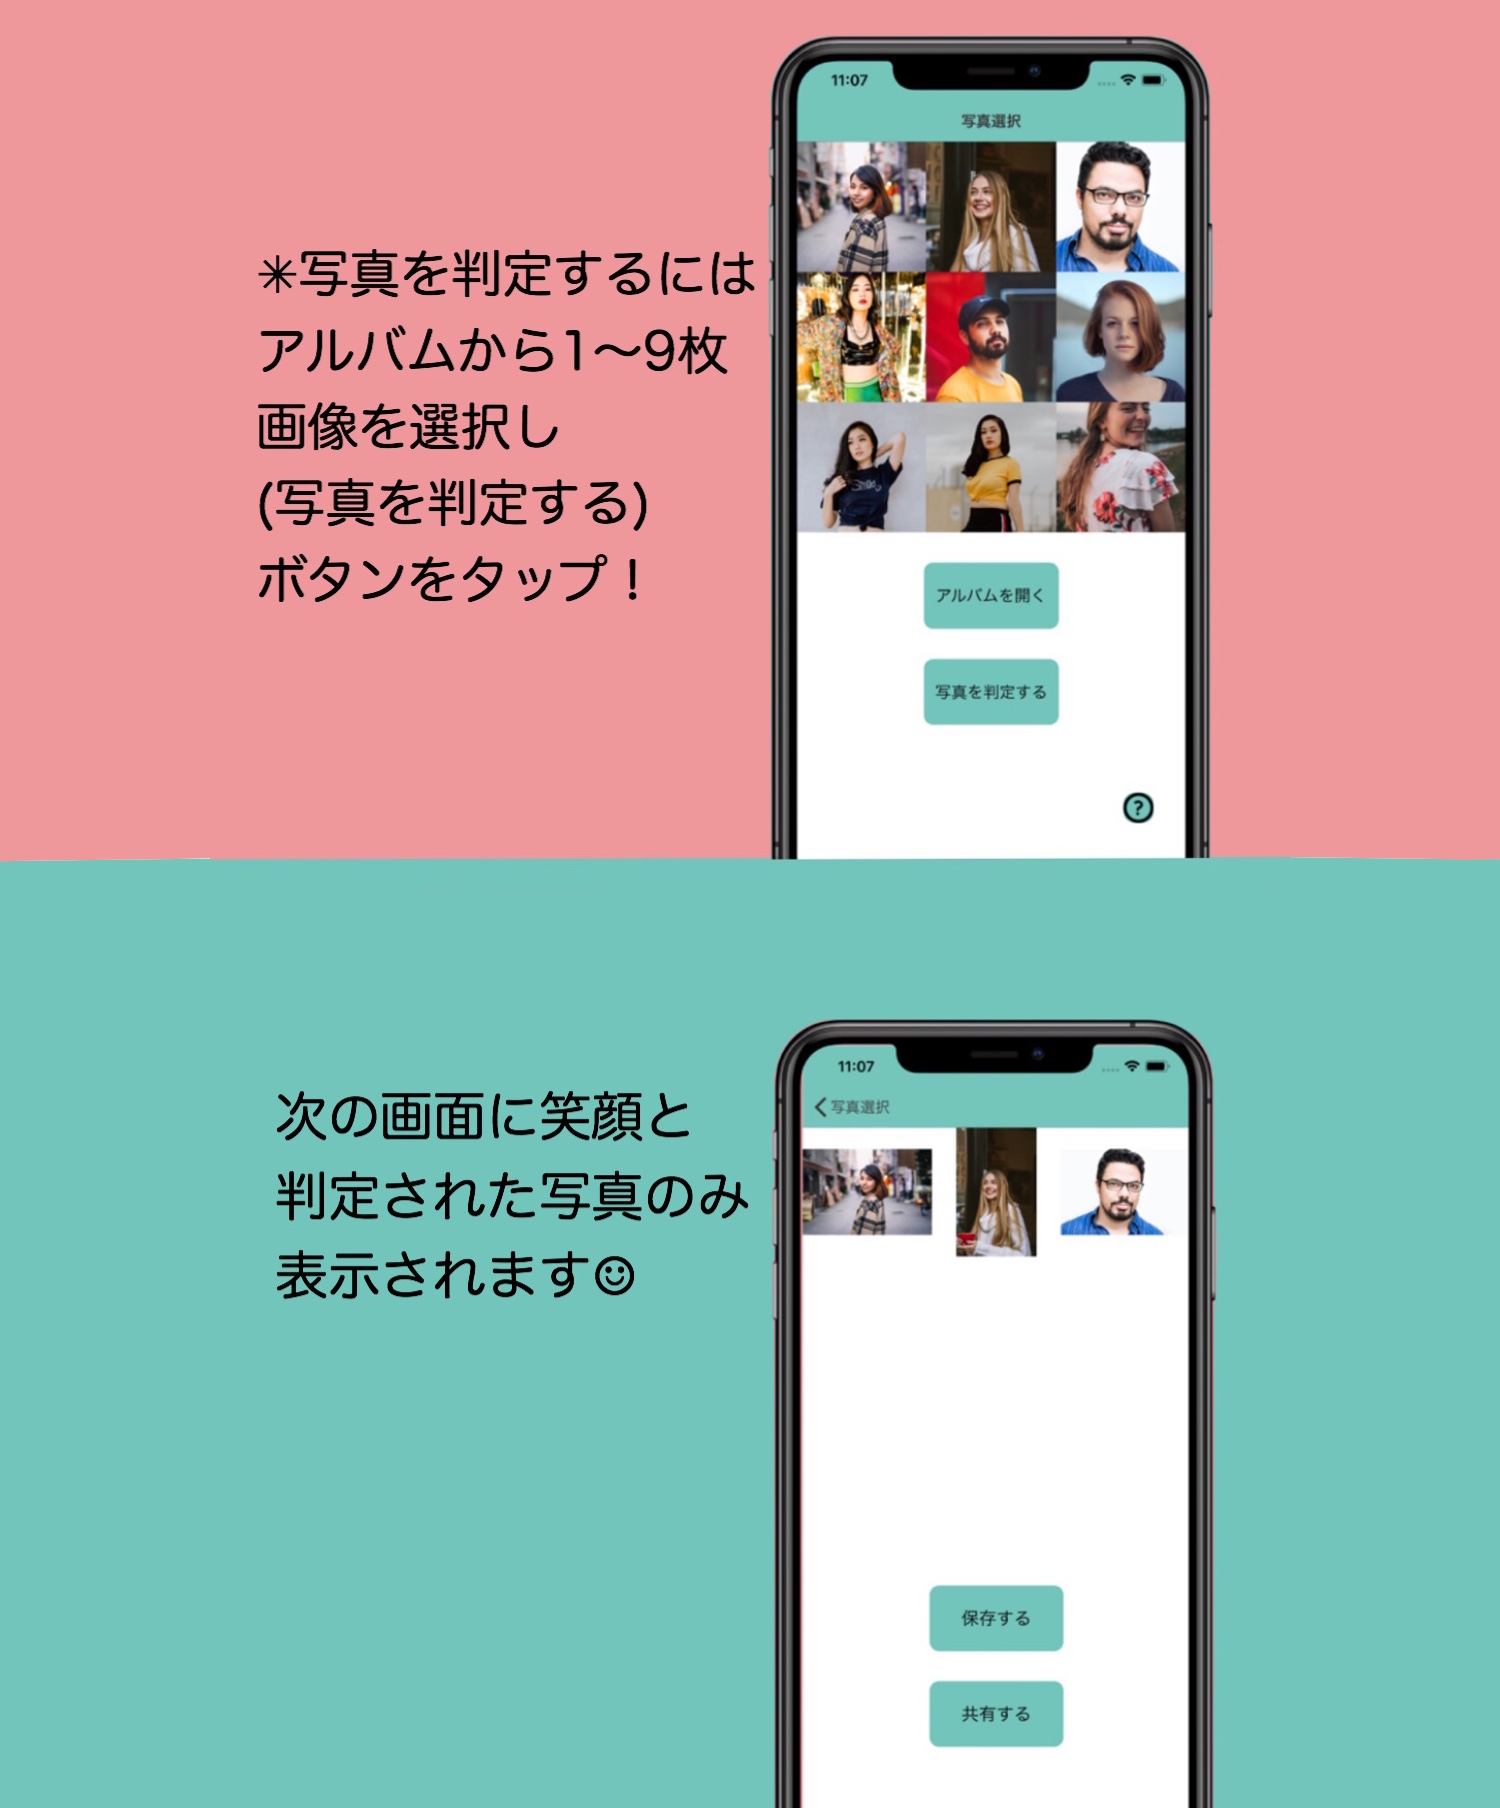 11:07
写真選択
✳写真を判定するには
アルバムから1〜9枚
画像を選択し
(写真を判定する)
ボタンをタップ！
アルバムを開く
写真を判定する
?
11:07
写真選択
次の画面に笑顔と
判定された写真のみ
表示されます☺
保存する
共有する